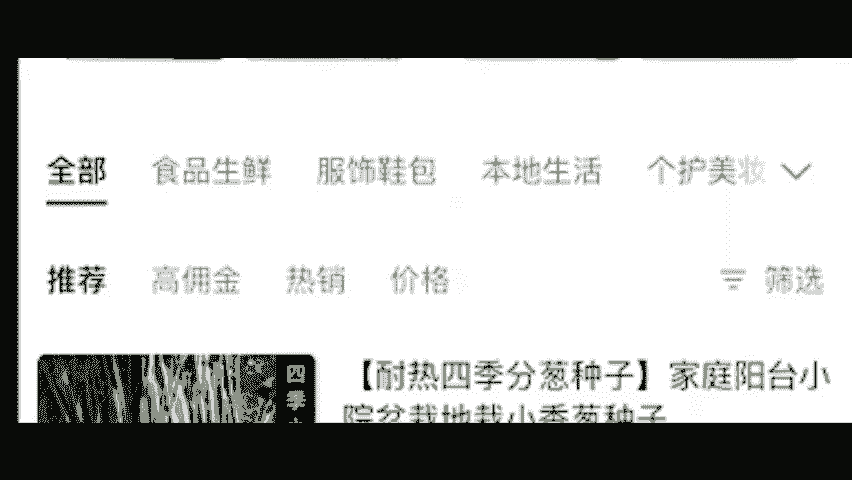 全部 食品生鲜 服饰鞋包 本地生活 个护美妆
推荐 高佣金 热销 价格 筛选
四季
【耐热四季分葱种子】家庭阳台小
院盆栽地栽小香葱种子